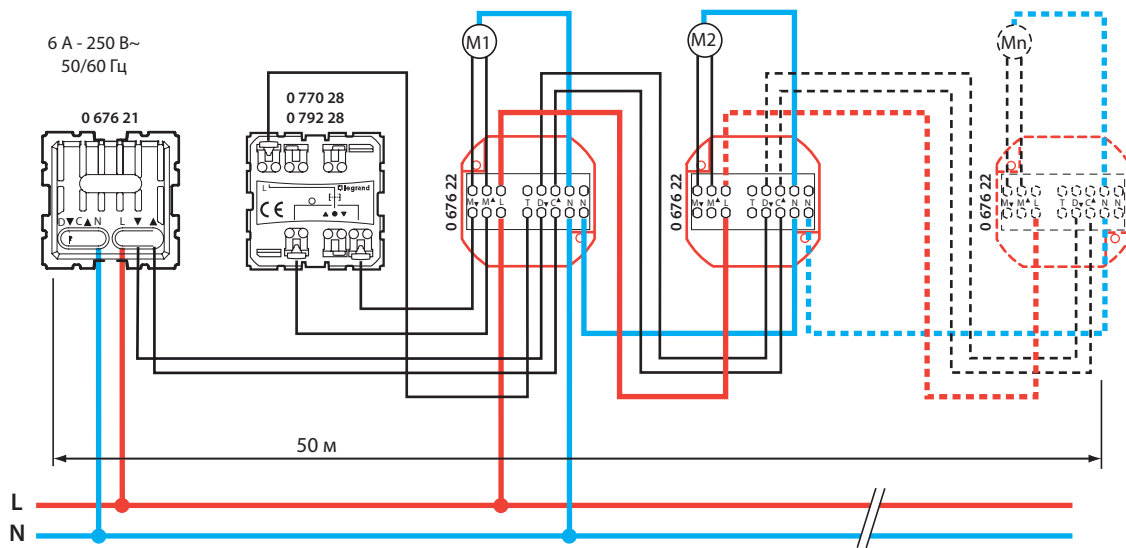 6 А - 250 В~
50/60 Гц
0 676 21
0 770 28
0 792 28
M1
M2
Mn
D▼C▲ N L ▼ ▲
L
legrand
CE
▲ ● ▼
0 676 22
M▼ M▲ L T D▼ C▲ N N
0 676 22
M▼ M▲ L T D▼ C▲ N N
0 676 22
M▼ M▲ L T D▼ C▲ N N
50 м
L
N